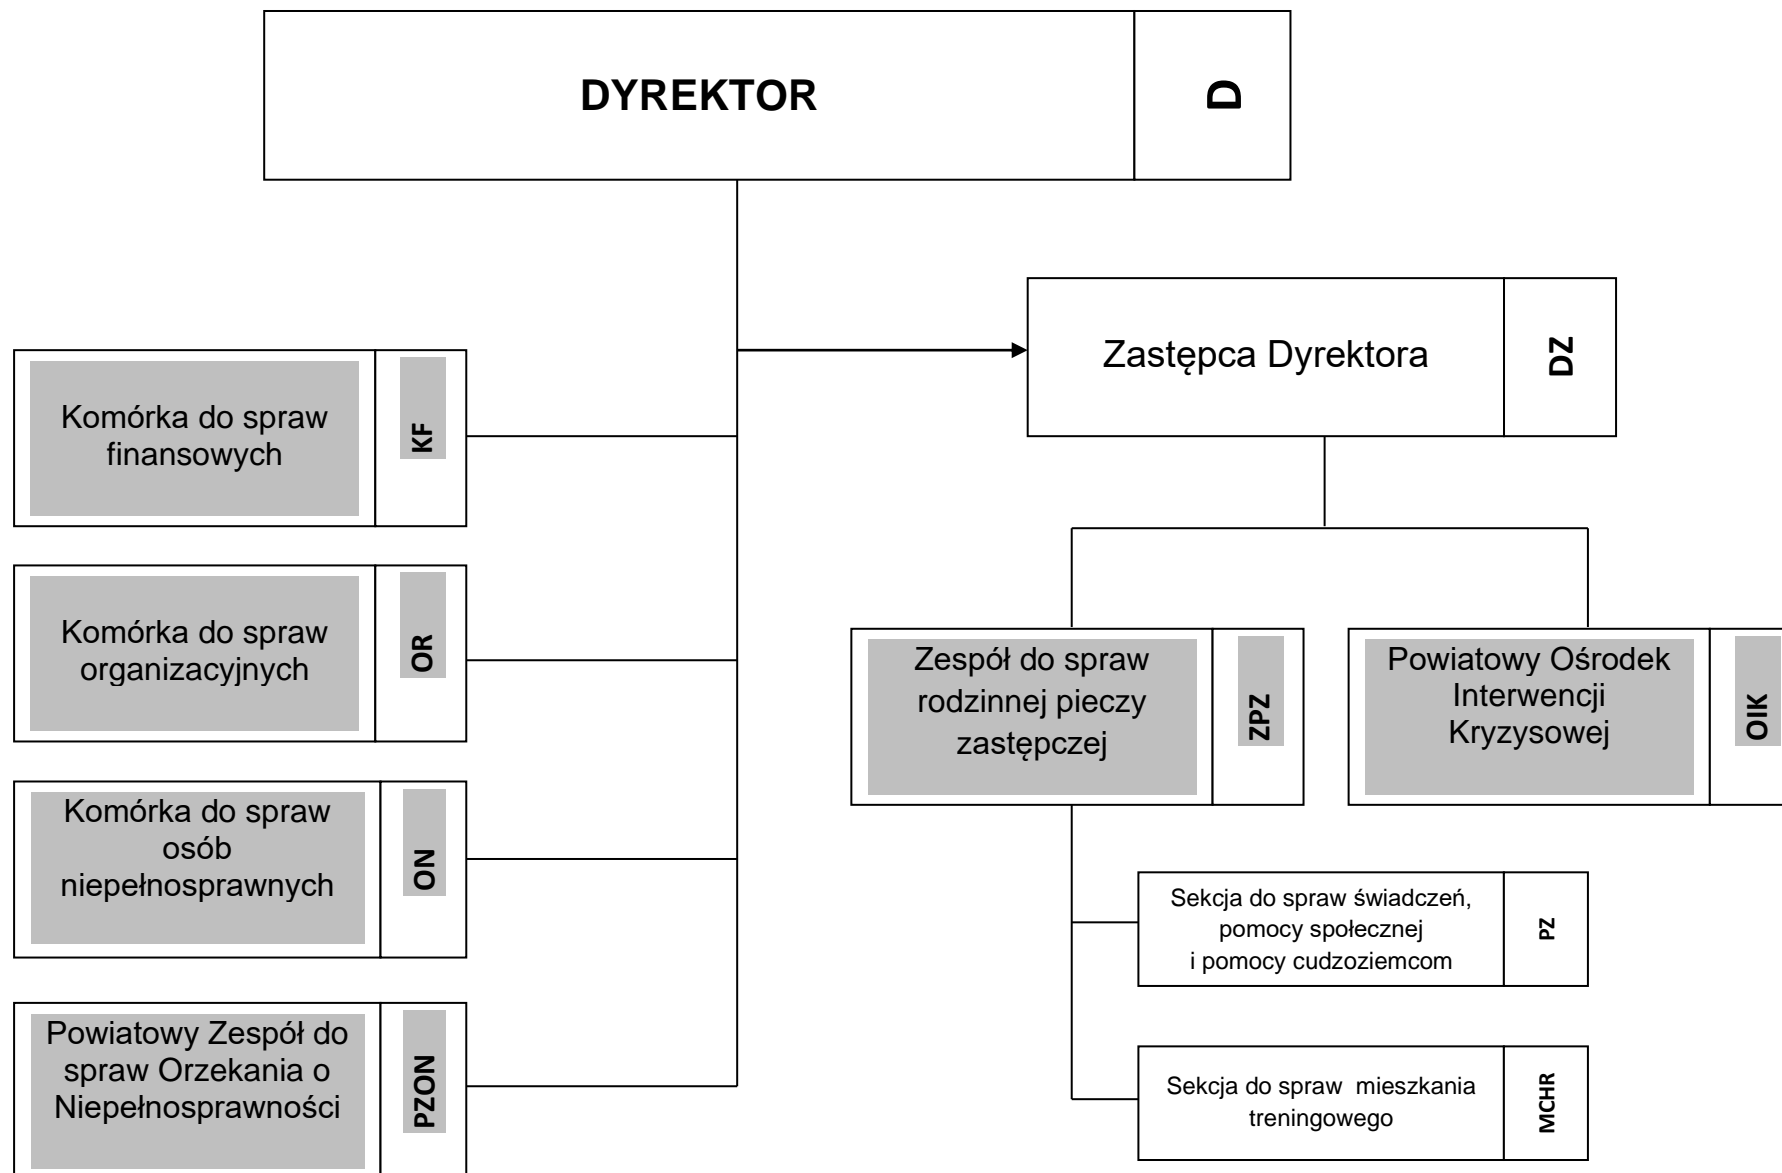 DYREKTOR
D
Zastępca Dyrektora
DZ
Komórka do spraw
finansowych
KF
Komórka do spraw
organizacyjnych
OR
Komórka do spraw
osób
niepełnosprawnych
ON
Powiatowy Zespół do
spraw Orzekania o
Niepełnosprawności
PZON
Zespół do spraw
rodzinnej pieczy
zastępczej
ZPZ
Powiatowy Ośrodek
Interwencji
Kryzysowej
OIK
Sekcja do spraw świadczeń,
pomocy społecznej
i pomocy cudzoziemcom
PZ
Sekcja do spraw mieszkania
treningowego
MCHR